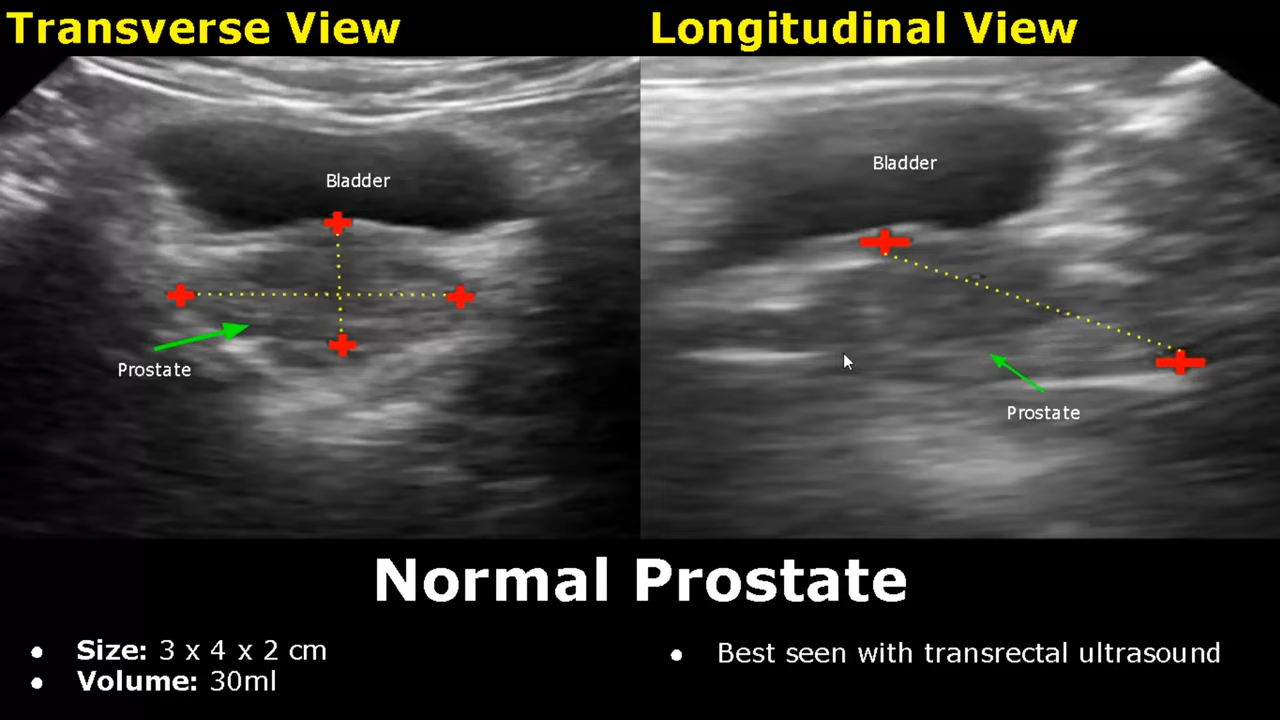 Transverse View
Longitudinal View
Bladder
Prostate
Bladder
Prostate
Normal Prostate
• Size: 3 x 4 x 2 cm
• Volume: 30ml
• Best seen with transrectal ultrasound